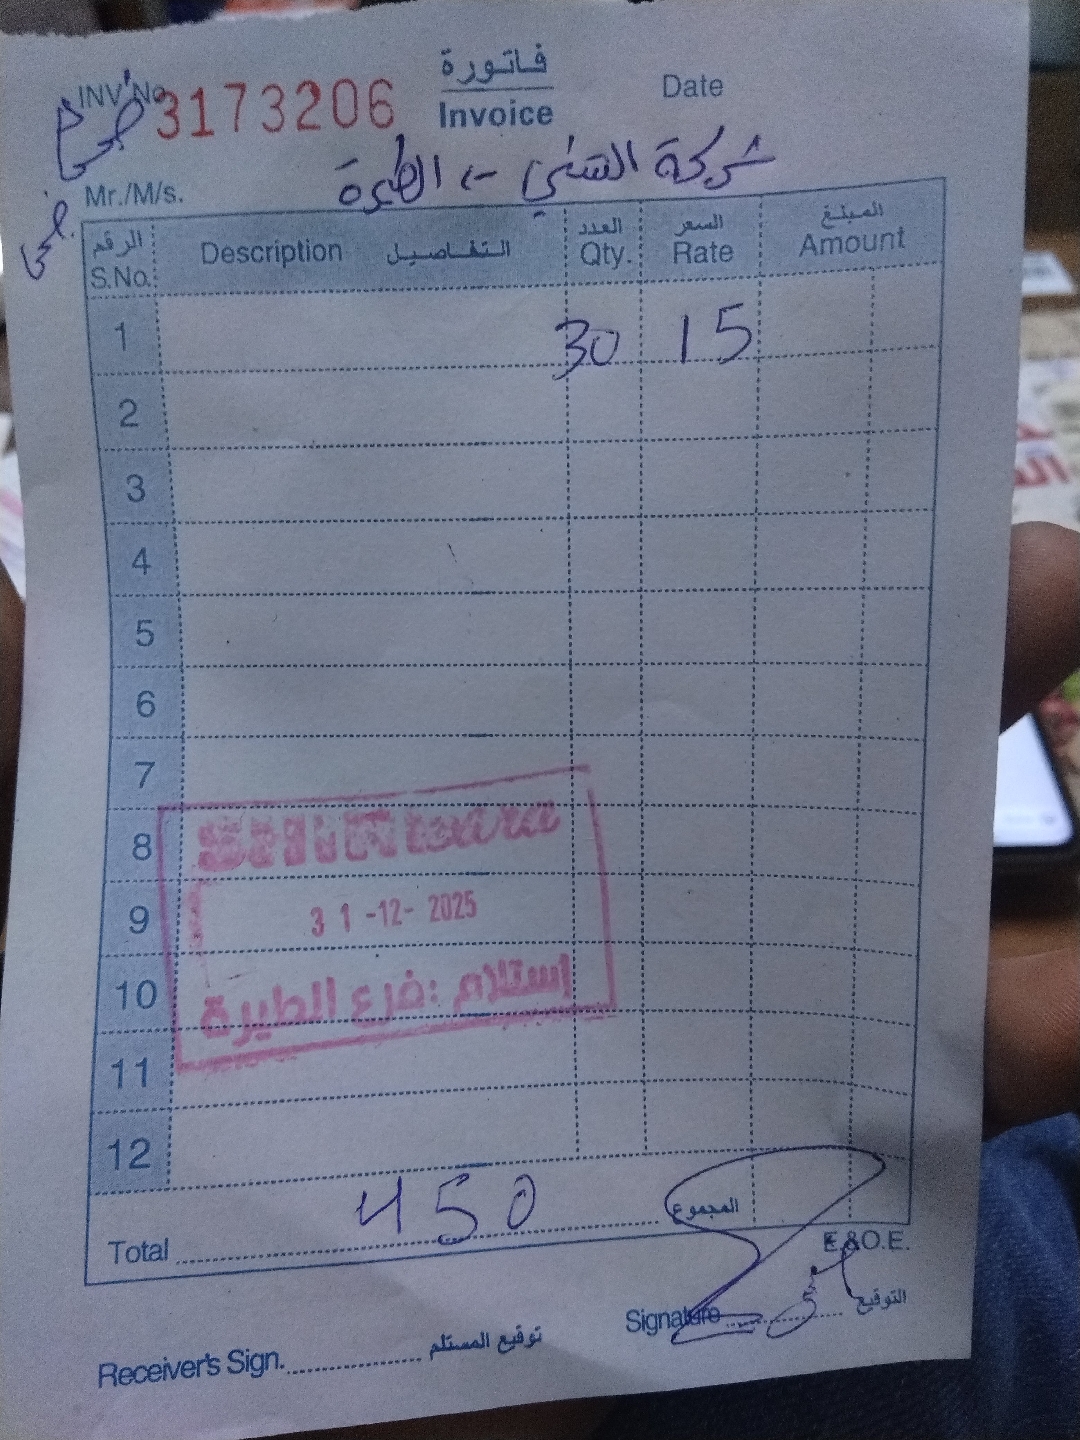 فاتورة
INV No. 3173206 Invoice Date
شركة السني -
Mr./M/s.
الرقم التفاصيل العدد السعر المبلغ
S.No. Description Qty. Rate Amount
1 30 15
2
3
4
5
6
7
8
9
31-12-2025
10
استلام : فرع الطيرة
11
12
Total 450 المجموع
E.&O.E.
Receiver's Sign. توقيع المستلم Signature التوقيع